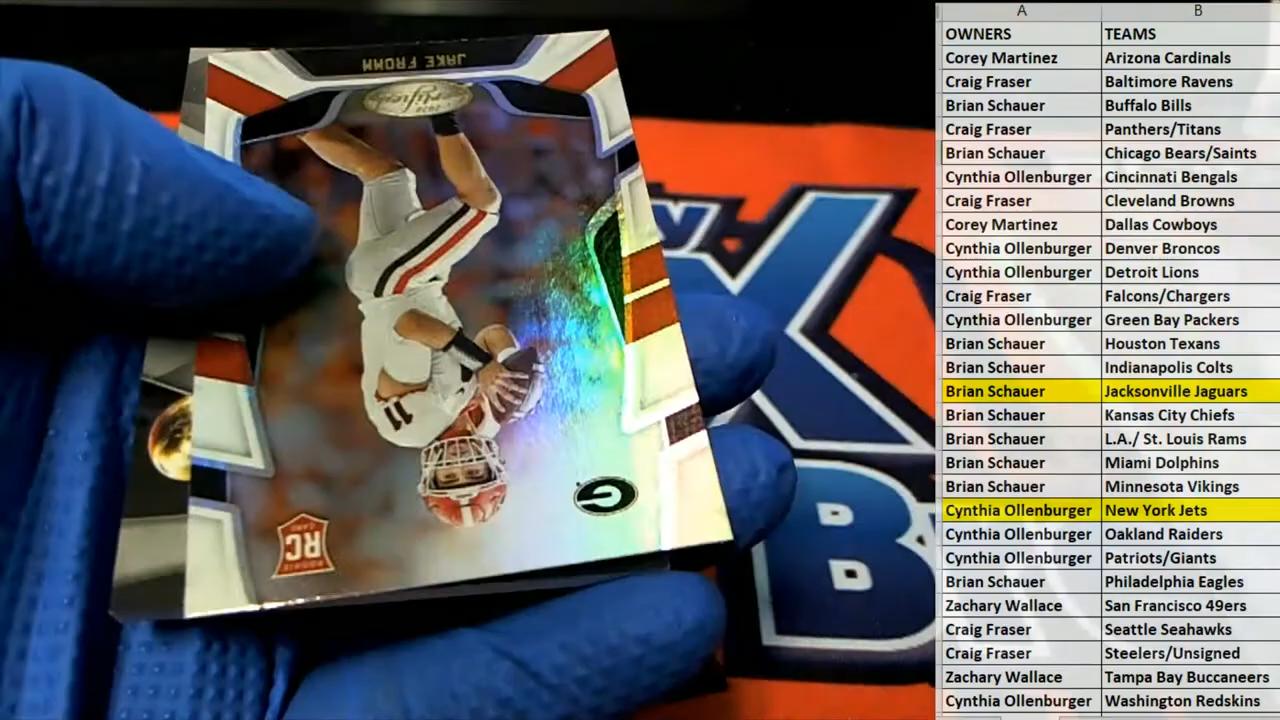 JAKE FROMM
2020
Certified
11
G
RC
ROOKIE
CARD
B
A B
OWNERS TEAMS
Corey Martinez Arizona Cardinals
Craig Fraser Baltimore Ravens
Brian Schauer Buffalo Bills
Craig Fraser Panthers/Titans
Brian Schauer Chicago Bears/Saints
Cynthia Ollenburger Cincinnati Bengals
Craig Fraser Cleveland Browns
Corey Martinez Dallas Cowboys
Cynthia Ollenburger Denver Broncos
Cynthia Ollenburger Detroit Lions
Craig Fraser Falcons/Chargers
Cynthia Ollenburger Green Bay Packers
Brian Schauer Houston Texans
Brian Schauer Indianapolis Colts
Brian Schauer Jacksonville Jaguars
Brian Schauer Kansas City Chiefs
Brian Schauer L.A./ St. Louis Rams
Brian Schauer Miami Dolphins
Brian Schauer Minnesota Vikings
Cynthia Ollenburger New York Jets
Cynthia Ollenburger Oakland Raiders
Cynthia Ollenburger Patriots/Giants
Brian Schauer Philadelphia Eagles
Zachary Wallace San Francisco 49ers
Craig Fraser Seattle Seahawks
Craig Fraser Steelers/Unsigned
Zachary Wallace Tampa Bay Buccaneers
Cynthia Ollenburger Washington Redskins